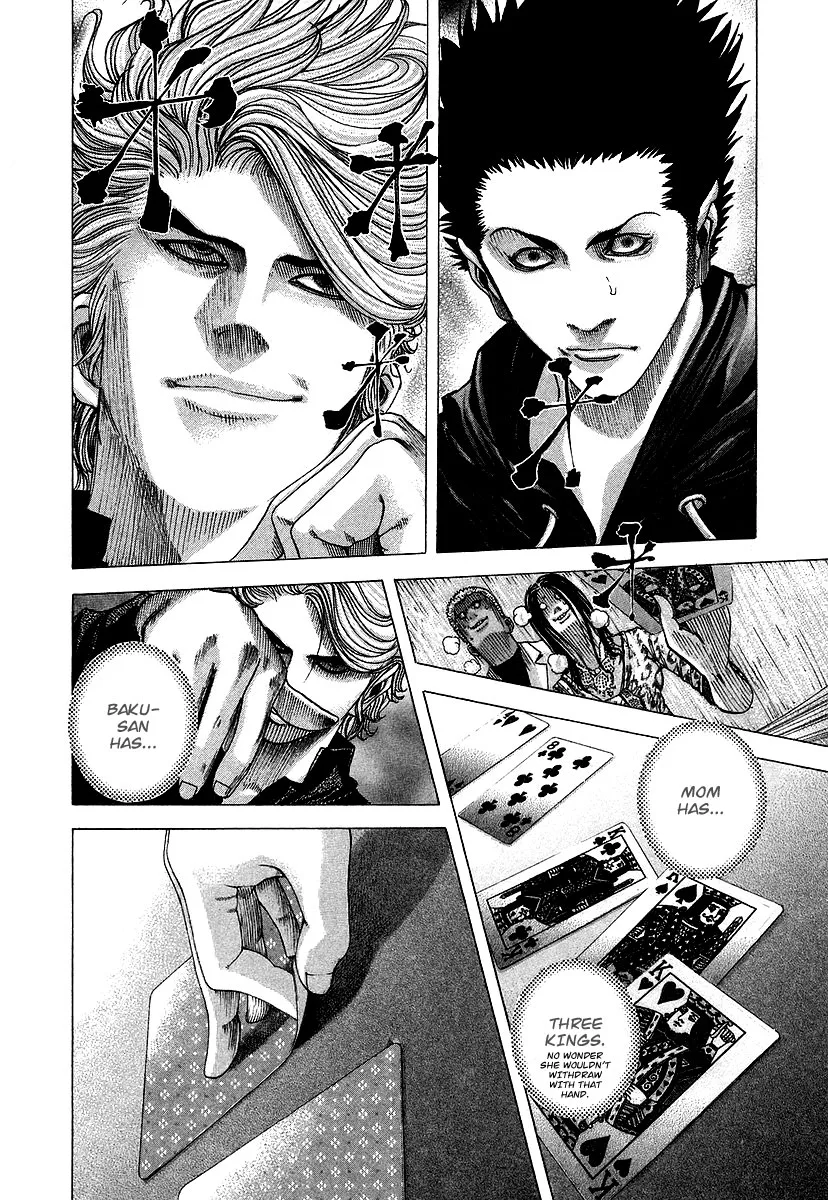 MOM
HAS...
THREE
KINGS.
NO WONDER
SHE WOULDN'T
WITHDRAW
WITH THAT
HAND.
BAKU-
SAN
HAS...